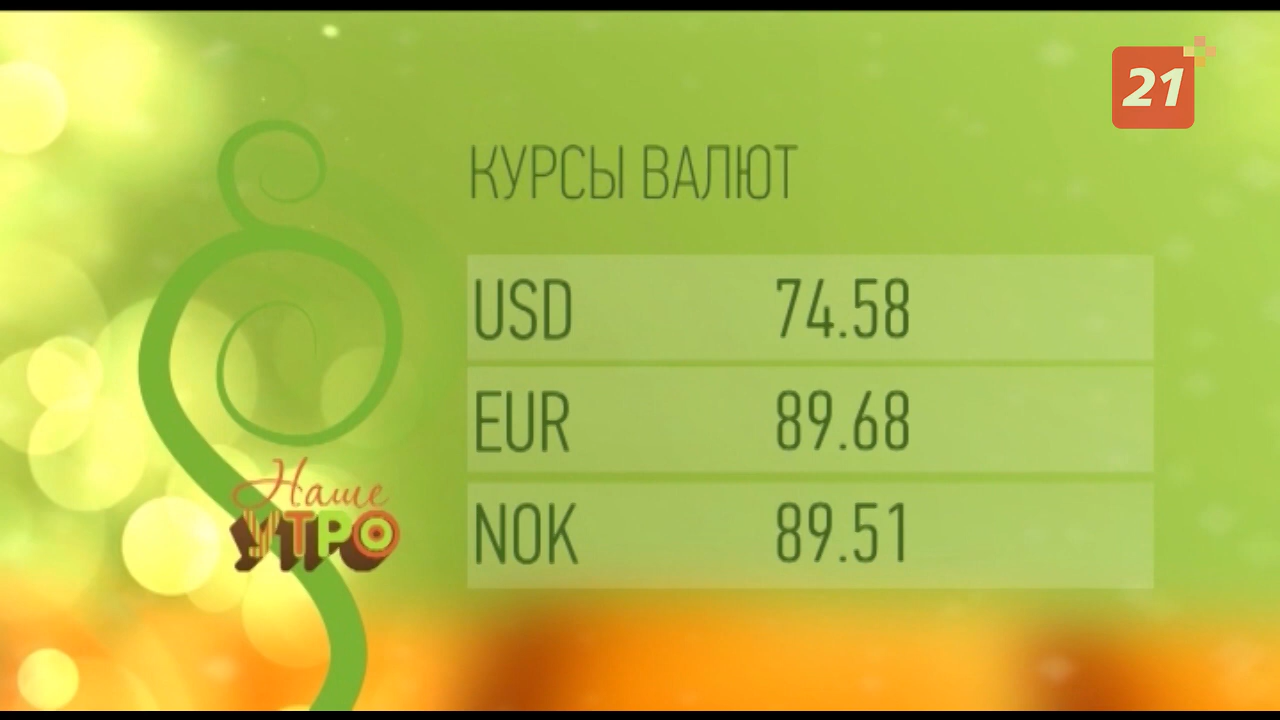 21
КУРСЫ ВАЛЮТ
USD 74.58
EUR 89.68
NOK 89.51
Наше
УТРО